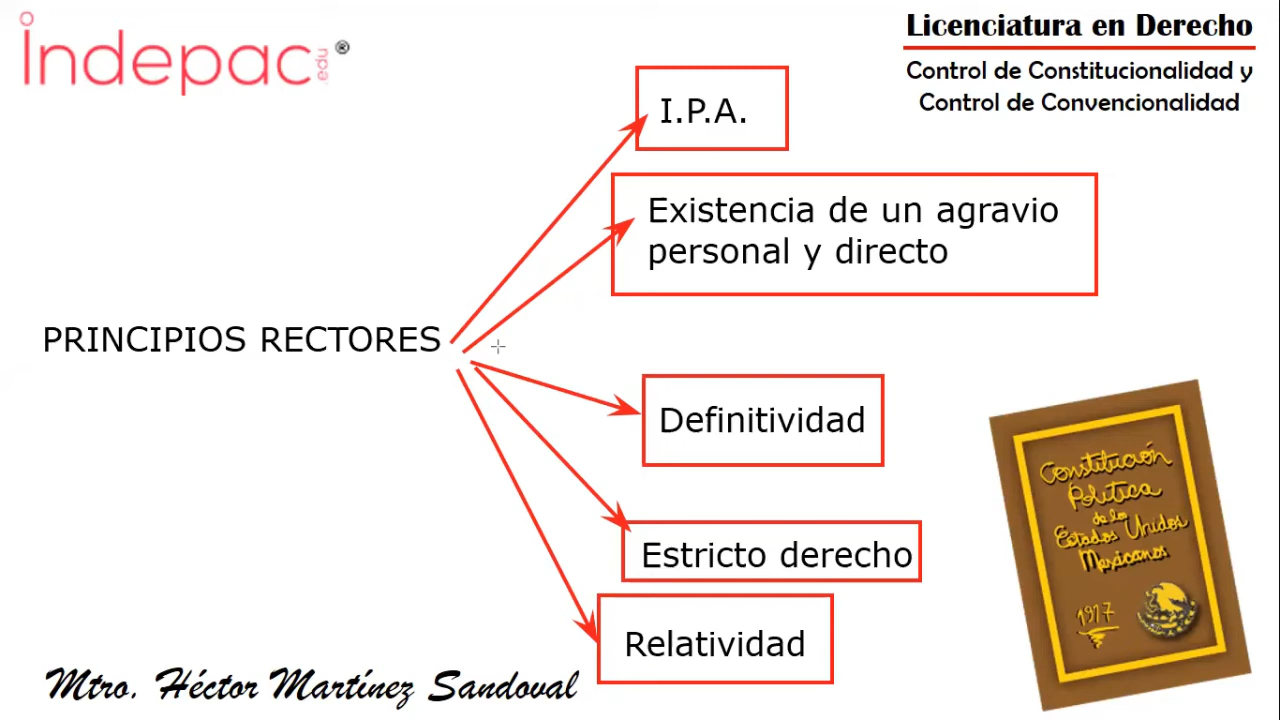 indepac.edu®
Licenciatura en Derecho
Control de Constitucionalidad y
Control de Convencionalidad
I.P.A.
Existencia de un agravio
personal y directo
PRINCIPIOS RECTORES
Definitividad
Estricto derecho
Relatividad
Constitución
Política
de los
Estados Unidos
Mexicanos
1917
Mtro. Héctor Martínez Sandoval